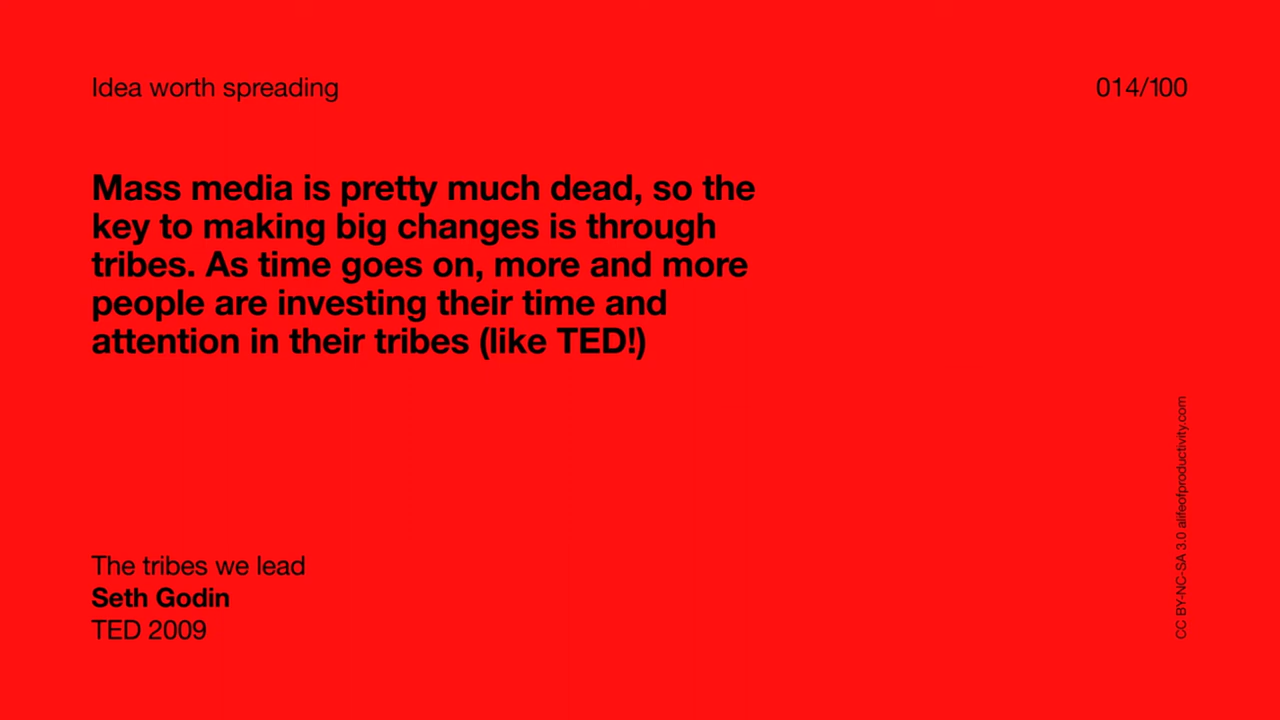 Idea worth spreading
014/100
Mass media is pretty much dead, so the
key to making big changes is through
tribes. As time goes on, more and more
people are investing their time and
attention in their tribes (like TED!)
The tribes we lead
Seth Godin
TED 2009
CC BY-NC-SA 3.0 alifeofproductivity.com